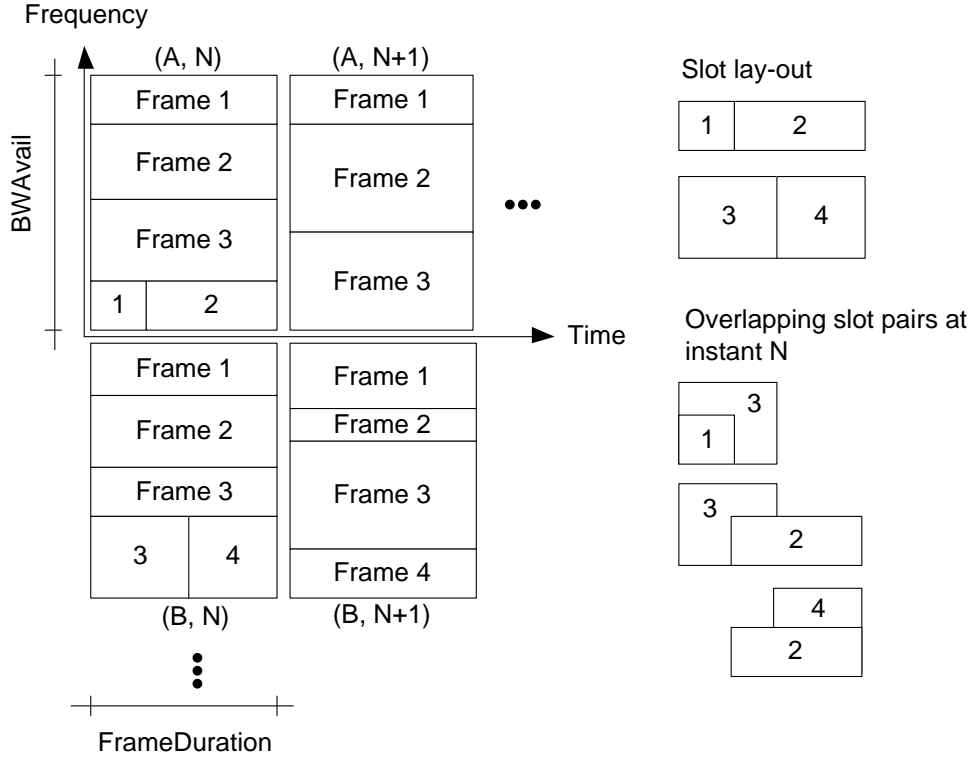 Frequency
(A, N)
(A, N+1)
Frame 1
Frame 2
Frame 3
1
2
Frame 1
Frame 2
Frame 3
BWAvail
Time
Frame 1
Frame 2
Frame 3
3
4
(B, N)
Frame 1
Frame 2
Frame 3
Frame 4
(B, N+1)
FrameDuration
Slot lay-out
1
2
3
4
Overlapping slot pairs at
instant N
3
1
3
2
4
2